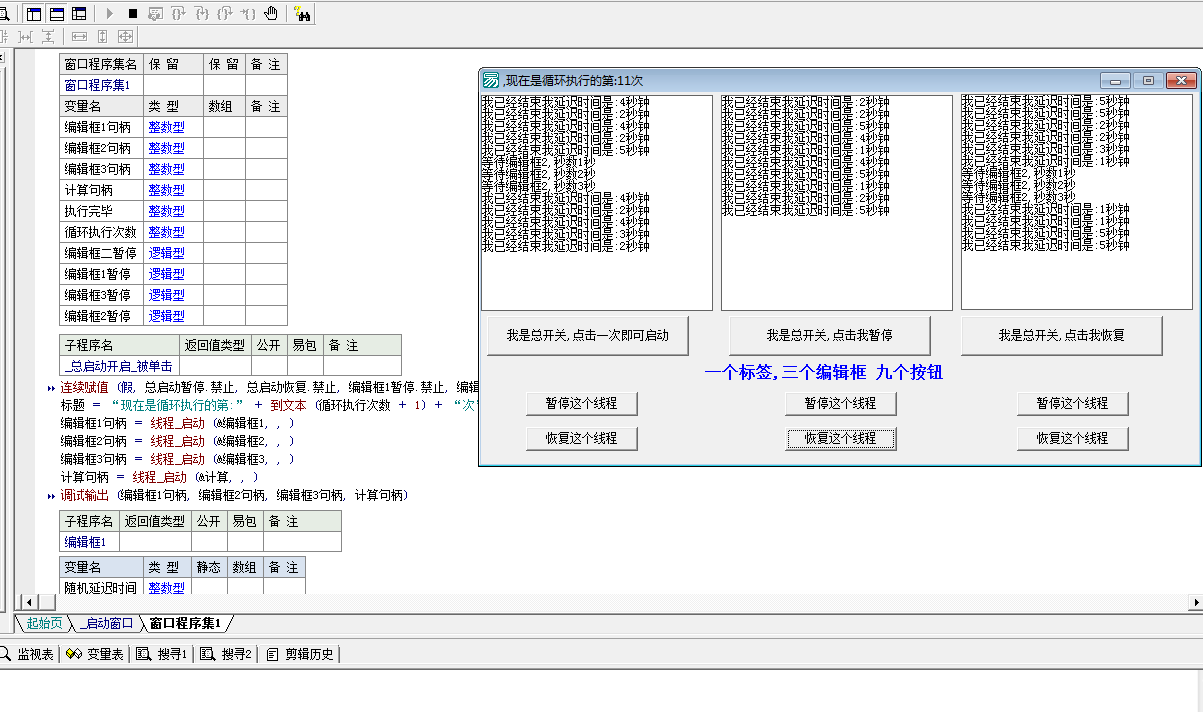 窗口程序集名 保 留 保 留 备 注
窗口程序集1
变量名 类 型 数组 备 注
编辑框1句柄 整数型
编辑框2句柄 整数型
编辑框3句柄 整数型
计算句柄 整数型
执行完毕 整数型
循环执行次数 整数型
编辑框二暂停 逻辑型
编辑框1暂停 逻辑型
编辑框3暂停 逻辑型
编辑框2暂停 逻辑型
子程序名 返回值类型 公开 易包 备 注
_总启动开启_被单击
连续赋值 (假, 总启动暂停.禁止, 总启动恢复.禁止, 编辑框1暂停.禁止, 编辑
标题 = “现在是循环执行的第:” + 到文本 (循环执行次数 + 1) + “次
编辑框1句柄 = 线程_启动 (&编辑框1, , )
编辑框2句柄 = 线程_启动 (&编辑框2, , )
编辑框3句柄 = 线程_启动 (&编辑框3, , )
计算句柄 = 线程_启动 (&计算, , )
调试输出 (编辑框1句柄, 编辑框2句柄, 编辑框3句柄, 计算句柄)
子程序名 返回值类型 公开 易包 备 注
编辑框1
变量名 类 型 静态 数组 备 注
随机延迟时间 整数型
起始页 _启动窗口 窗口程序集1
监视表 变量表 搜寻1 搜寻2 剪辑历史
易 ,现在是循环执行的第:11次
我已经结束我延迟时间是:4秒钟
我已经结束我延迟时间是:2秒钟
我已经结束我延迟时间是:4秒钟
我已经结束我延迟时间是:2秒钟
我已经结束我延迟时间是:5秒钟
等待编辑框2,秒数1秒
等待编辑框2,秒数2秒
等待编辑框2,秒数3秒
我已经结束我延迟时间是:4秒钟
我已经结束我延迟时间是:2秒钟
我已经结束我延迟时间是:4秒钟
我已经结束我延迟时间是:3秒钟
我已经结束我延迟时间是:2秒钟
我已经结束我延迟时间是:2秒钟
我已经结束我延迟时间是:2秒钟
我已经结束我延迟时间是:5秒钟
我已经结束我延迟时间是:4秒钟
我已经结束我延迟时间是:1秒钟
我已经结束我延迟时间是:4秒钟
我已经结束我延迟时间是:5秒钟
我已经结束我延迟时间是:1秒钟
我已经结束我延迟时间是:2秒钟
我已经结束我延迟时间是:5秒钟
我已经结束我延迟时间是:5秒钟
我已经结束我延迟时间是:5秒钟
我已经结束我延迟时间是:2秒钟
我已经结束我延迟时间是:2秒钟
我已经结束我延迟时间是:3秒钟
我已经结束我延迟时间是:1秒钟
等待编辑框2,秒数1秒
等待编辑框2,秒数2秒
等待编辑框2,秒数3秒
我已经结束我延迟时间是:1秒钟
我已经结束我延迟时间是:1秒钟
我已经结束我延迟时间是:5秒钟
我已经结束我延迟时间是:5秒钟
我是总开关,点击一次即可启动 我是总开关,点击我暂停 我是总开关,点击我恢复
一个标签,三个编辑框 九个按钮
暂停这个线程 暂停这个线程 暂停这个线程
恢复这个线程 恢复这个线程 恢复这个线程